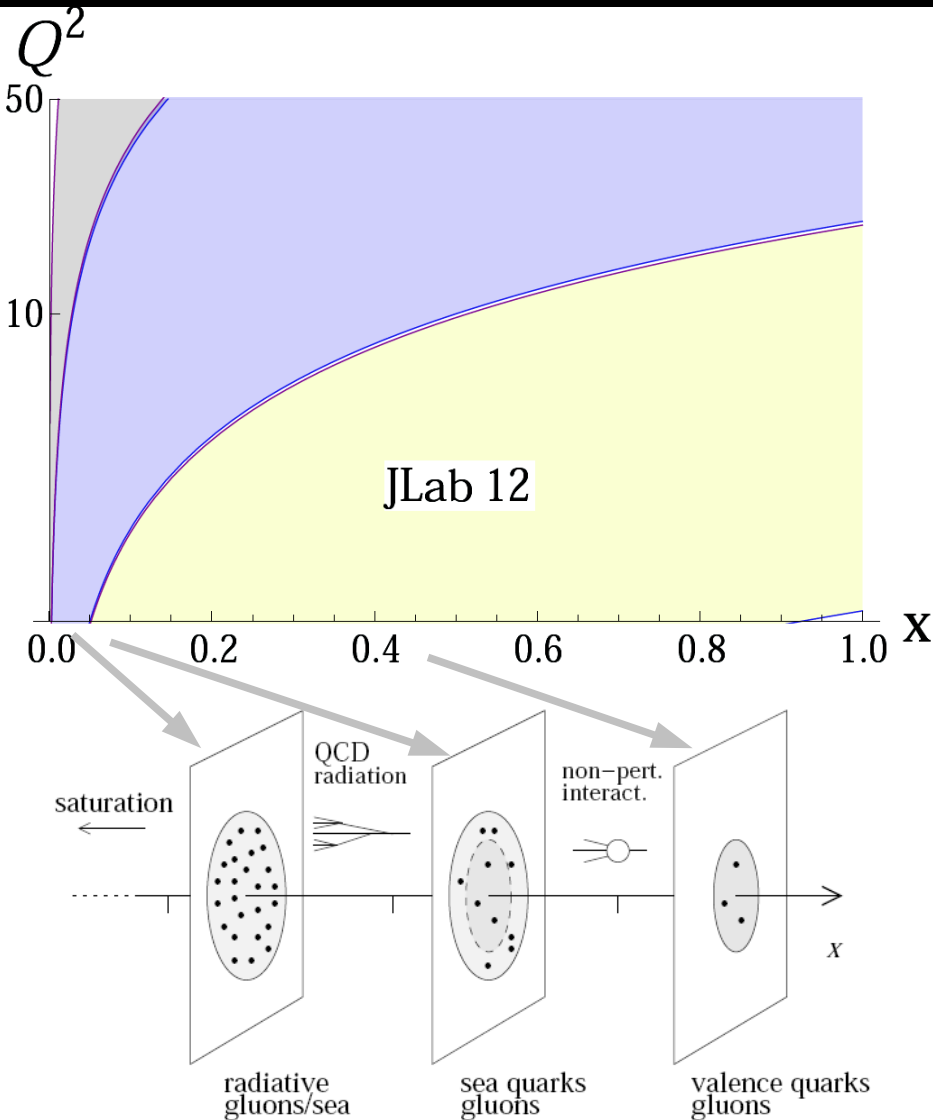 Q²
50
10
JLab 12
0.0 0.2 0.4 0.6 0.8 1.0 x
QCD
radiation
non-pert.
interact.
saturation
x
radiative
gluons/sea
sea quarks
gluons
valence quarks
gluons